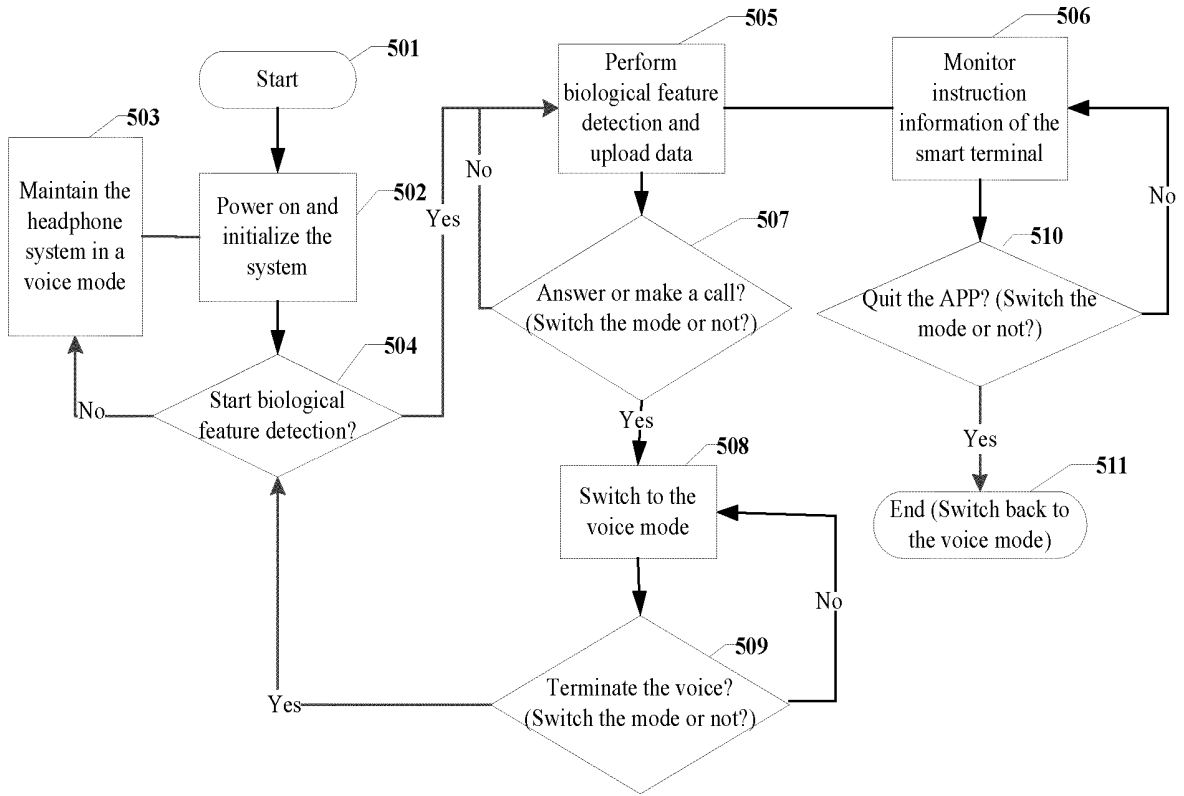 501
Start
503
Maintain the
headphone
system in a
voice mode
502
Power on and
initialize the
system
504
Start biological
feature detection?
No
Yes
505
Perform
biological feature
detection and
upload data
No
507
Answer or make a call?
(Switch the mode or not?)
Yes
508
Switch to the
voice mode
No
509
Terminate the voice?
(Switch the mode or not?)
Yes
506
Monitor
instruction
information of the
smart terminal
No
510
Quit the APP? (Switch the
mode or not?)
Yes
511
End (Switch back to
the voice mode)